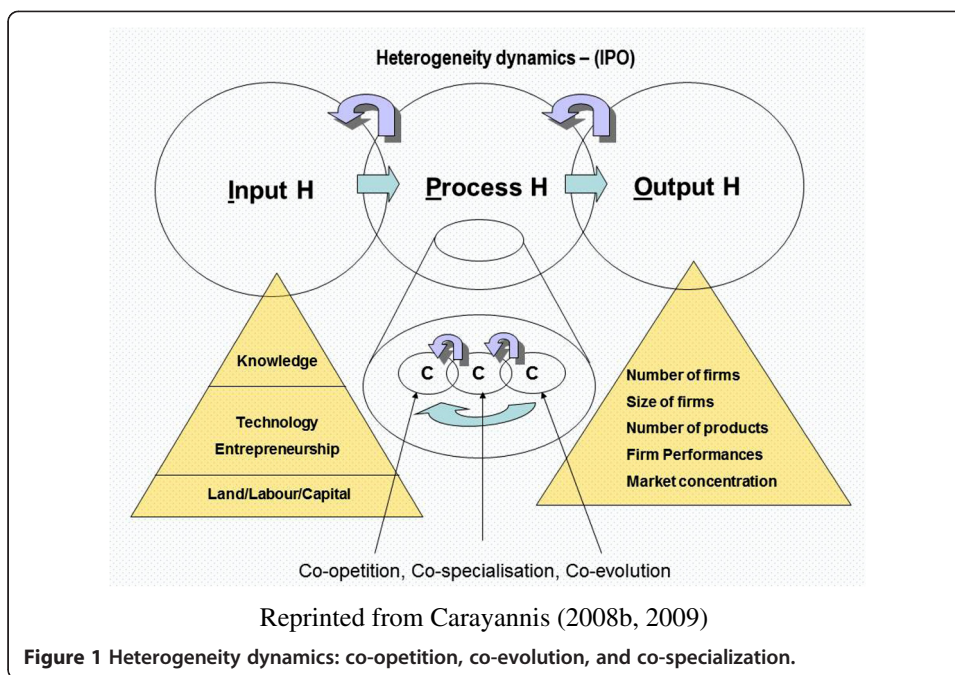 Heterogeneity dynamics – (IPO)
Input H
Process H
Output H
Knowledge
Technology
Entrepreneurship
Land/Labour/Capital
C
C
C
Number of firms
Size of firms
Number of products
Firm Performances
Market concentration
Co-opetition, Co-specialisation, Co-evolution
Reprinted from Carayannis (2008b, 2009)
Figure 1 Heterogeneity dynamics: co-opetition, co-evolution, and co-specialization.